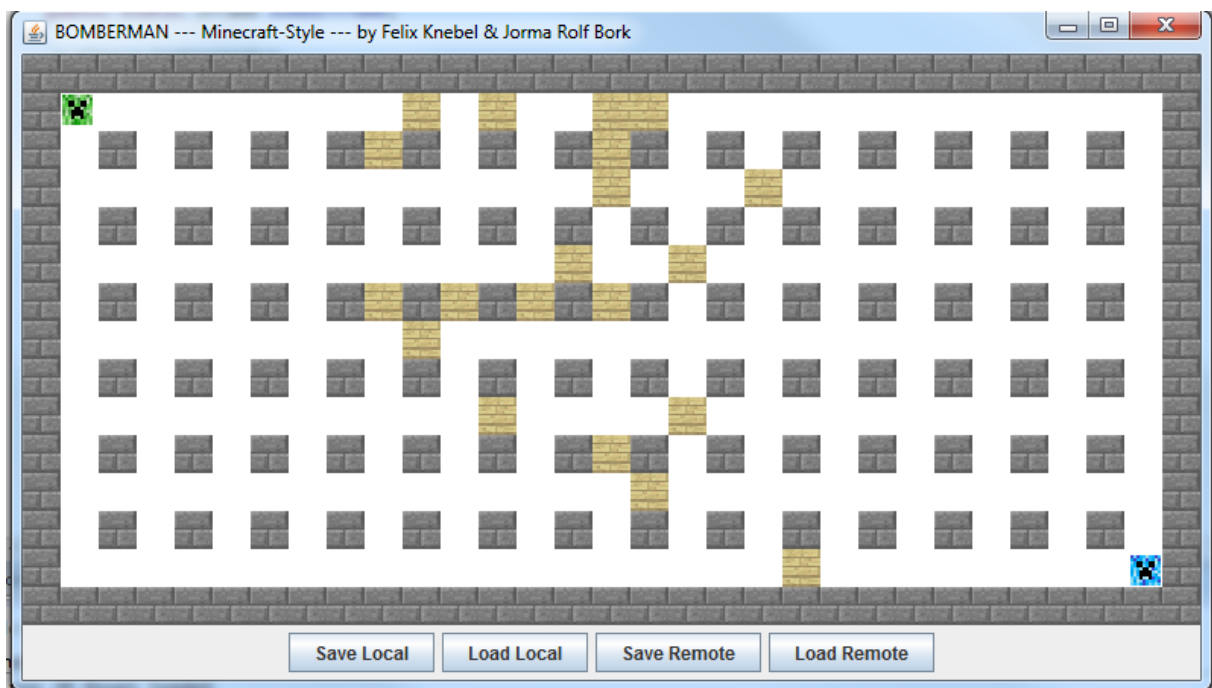 BOMBERMAN --- Minecraft-Style --- by Felix Knebel & Jorma Rolf Bork
Save Local Load Local Save Remote Load Remote